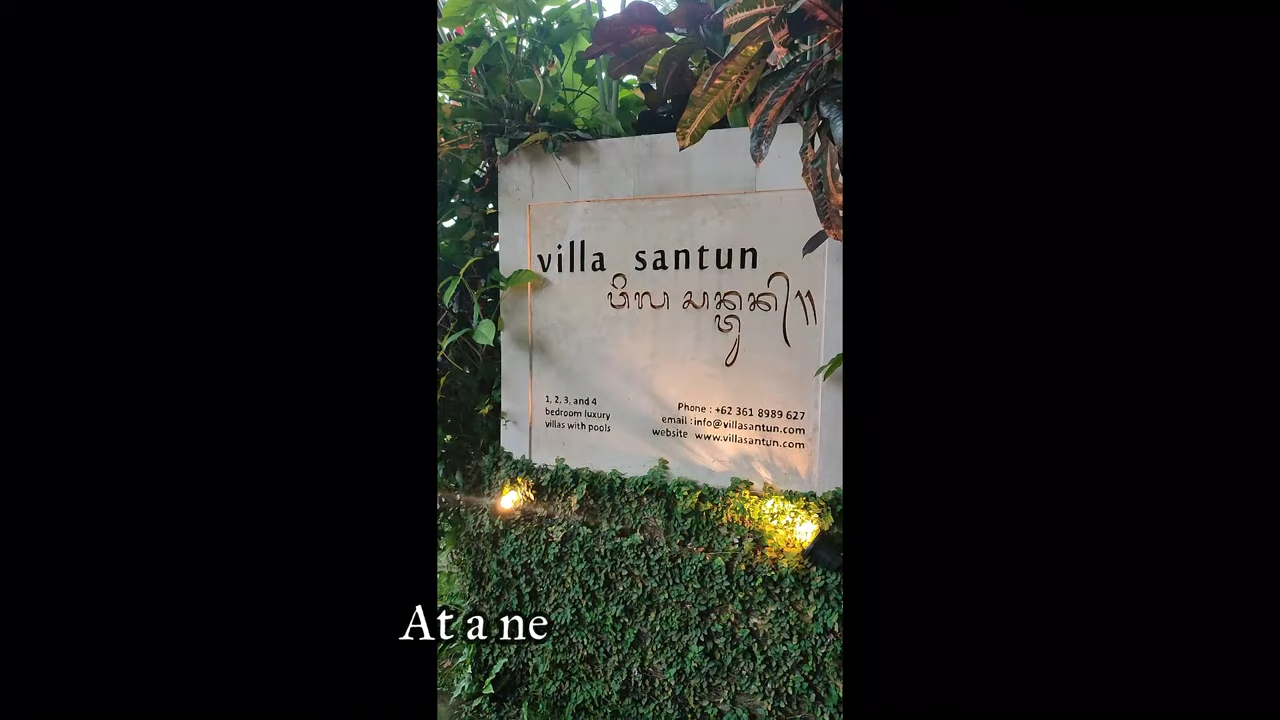 villa santun
ᬯᬶᬮᬵ ᬲᬵᬦ᭄ᬢᬸᬦ᭄᭟
1, 2, 3, and 4
bedroom luxury
villas with pools
Phone : +62 361 8989 627
email :info@villasantun.com
website www.villasantun.com
At a ne